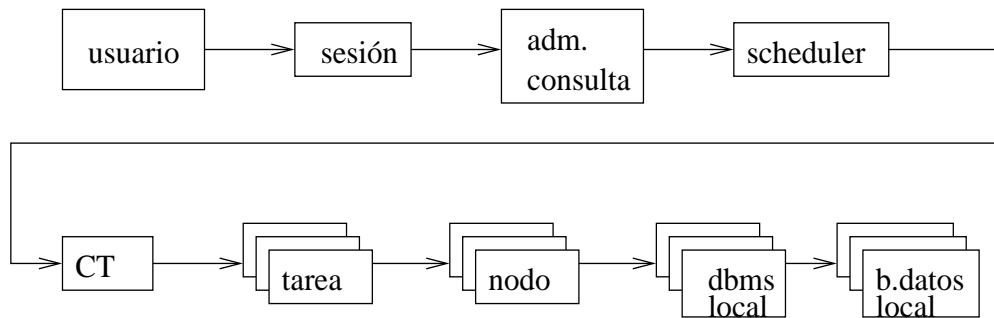 usuario
sesión
adm.
consulta
scheduler
CT
tarea
nodo
dbms
local
b.datos
local